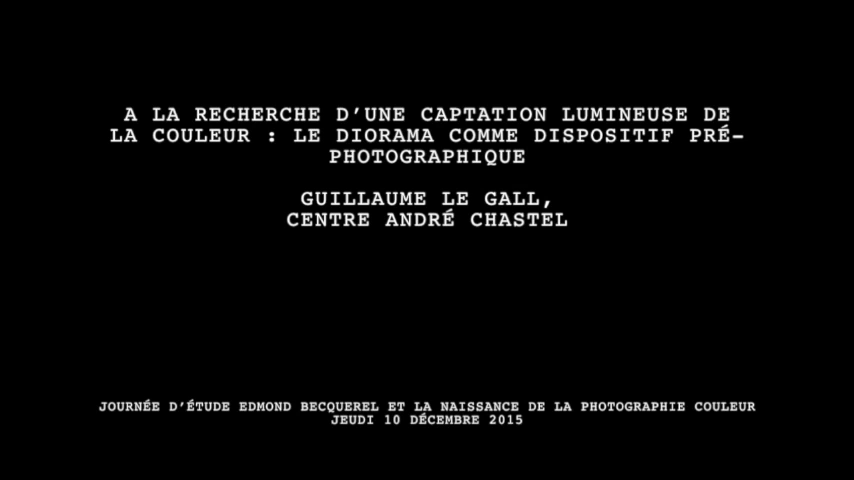 A LA RECHERCHE D’UNE CAPTATION LUMINEUSE DE
LA COULEUR : LE DIORAMA COMME DISPOSITIF PRÉ-
PHOTOGRAPHIQUE
GUILLAUME LE GALL,
CENTRE ANDRÉ CHASTEL
JOURNÉE D’ÉTUDE EDMOND BECQUEREL ET LA NAISSANCE DE LA PHOTOGRAPHIE COULEUR
JEUDI 10 DÉCEMBRE 2015